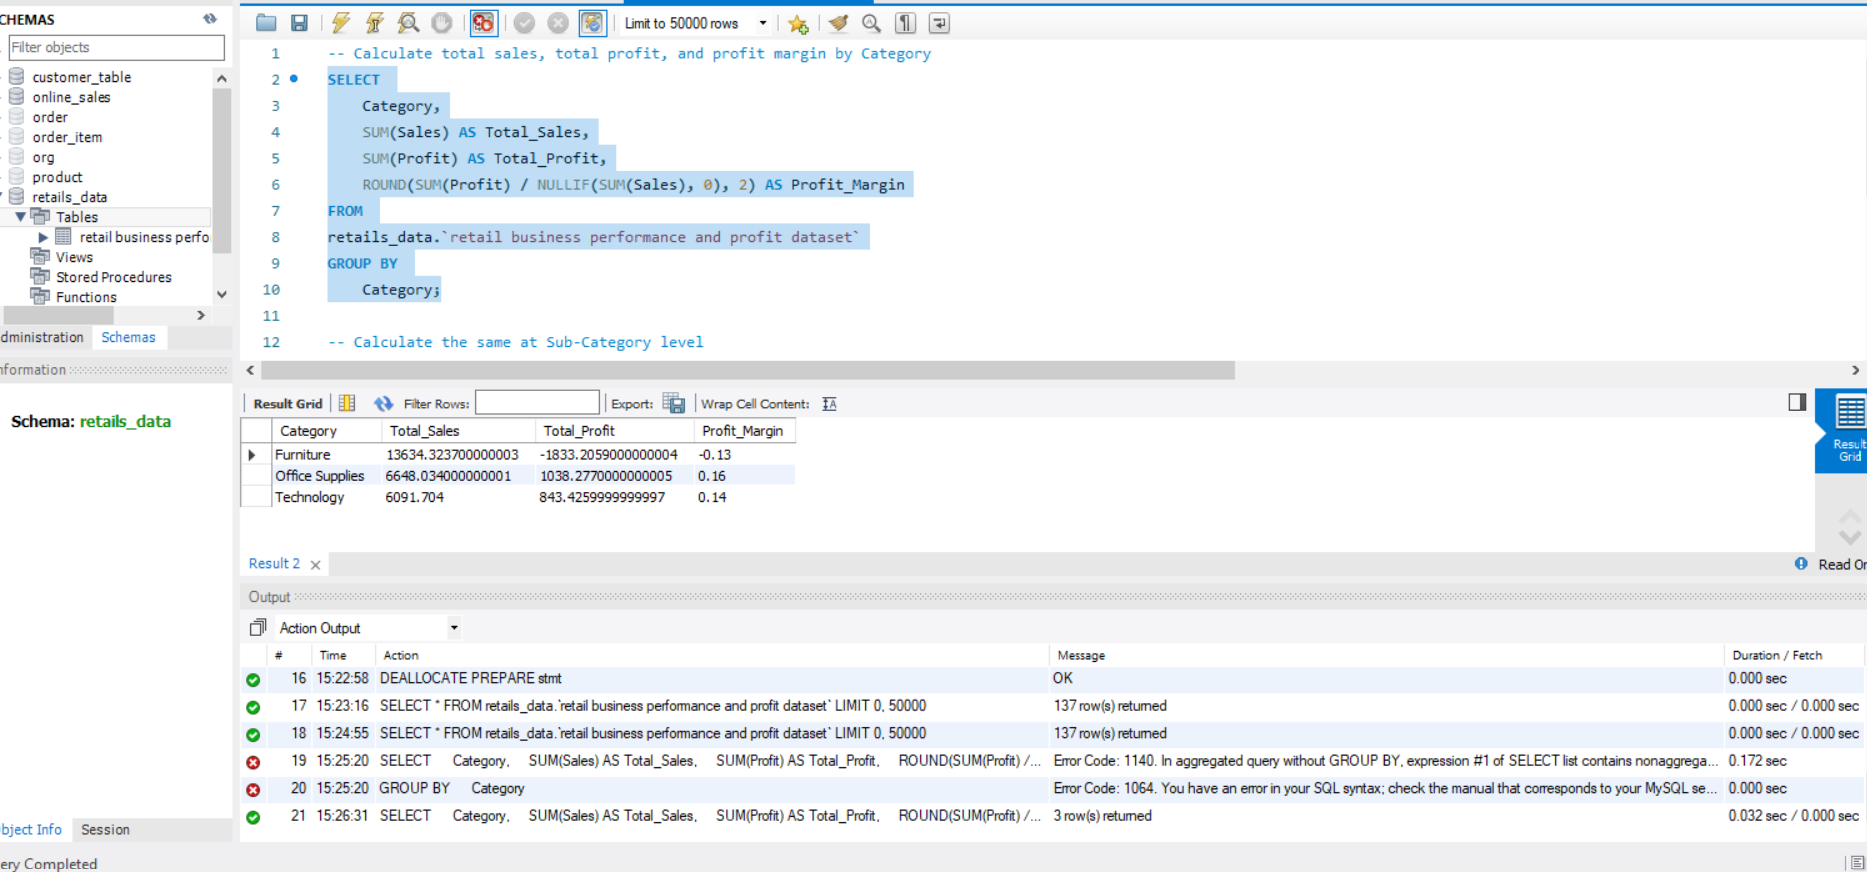 CHEMAS
Filter objects
customer_table
online_sales
order
order_item
org
product
retails_data
Tables
retail business perfo
Views
Stored Procedures
Functions
dministration Schemas
nformation
Schema: retails_data
bject Info Session
ery Completed
Limit to 50000 rows
1 -- Calculate total sales, total profit, and profit margin by Category
2 SELECT
3 Category,
4 SUM(Sales) AS Total_Sales,
5 SUM(Profit) AS Total_Profit,
6 ROUND(SUM(Profit) / NULLIF(SUM(Sales), 0), 2) AS Profit_Margin
7 FROM
8 retails_data.`retail business performance and profit dataset`
9 GROUP BY
10 Category;
11
12 -- Calculate the same at Sub-Category level
Result Grid Filter Rows: Export: Wrap Cell Content:
Category Total_Sales Total_Profit Profit_Margin
Furniture 13634.323700000003 -1833.2059000000004 -0.13
Office Supplies 6648.034000000001 1038.2770000000005 0.16
Technology 6091.704 843.4259999999997 0.14
Result
Grid
Result 2 Read On
Output
Action Output
# Time Action Message Duration / Fetch
16 15:22:58 DEALLOCATE PREPARE stmt OK 0.000 sec
17 15:23:16 SELECT * FROM retails_data.`retail business performance and profit dataset` LIMIT 0, 50000 137 row(s) returned 0.000 sec / 0.000 sec
18 15:24:55 SELECT * FROM retails_data.`retail business performance and profit dataset` LIMIT 0, 50000 137 row(s) returned 0.000 sec / 0.000 sec
19 15:25:20 SELECT Category, SUM(Sales) AS Total_Sales, SUM(Profit) AS Total_Profit, ROUND(SUM(Profit) /... Error Code: 1140. In aggregated query without GROUP BY, expression #1 of SELECT list contains nonaggrega... 0.172 sec
20 15:25:20 GROUP BY Category Error Code: 1064. You have an error in your SQL syntax; check the manual that corresponds to your MySQL se... 0.000 sec
21 15:26:31 SELECT Category, SUM(Sales) AS Total_Sales, SUM(Profit) AS Total_Profit, ROUND(SUM(Profit) /... 3 row(s) returned 0.032 sec / 0.000 sec